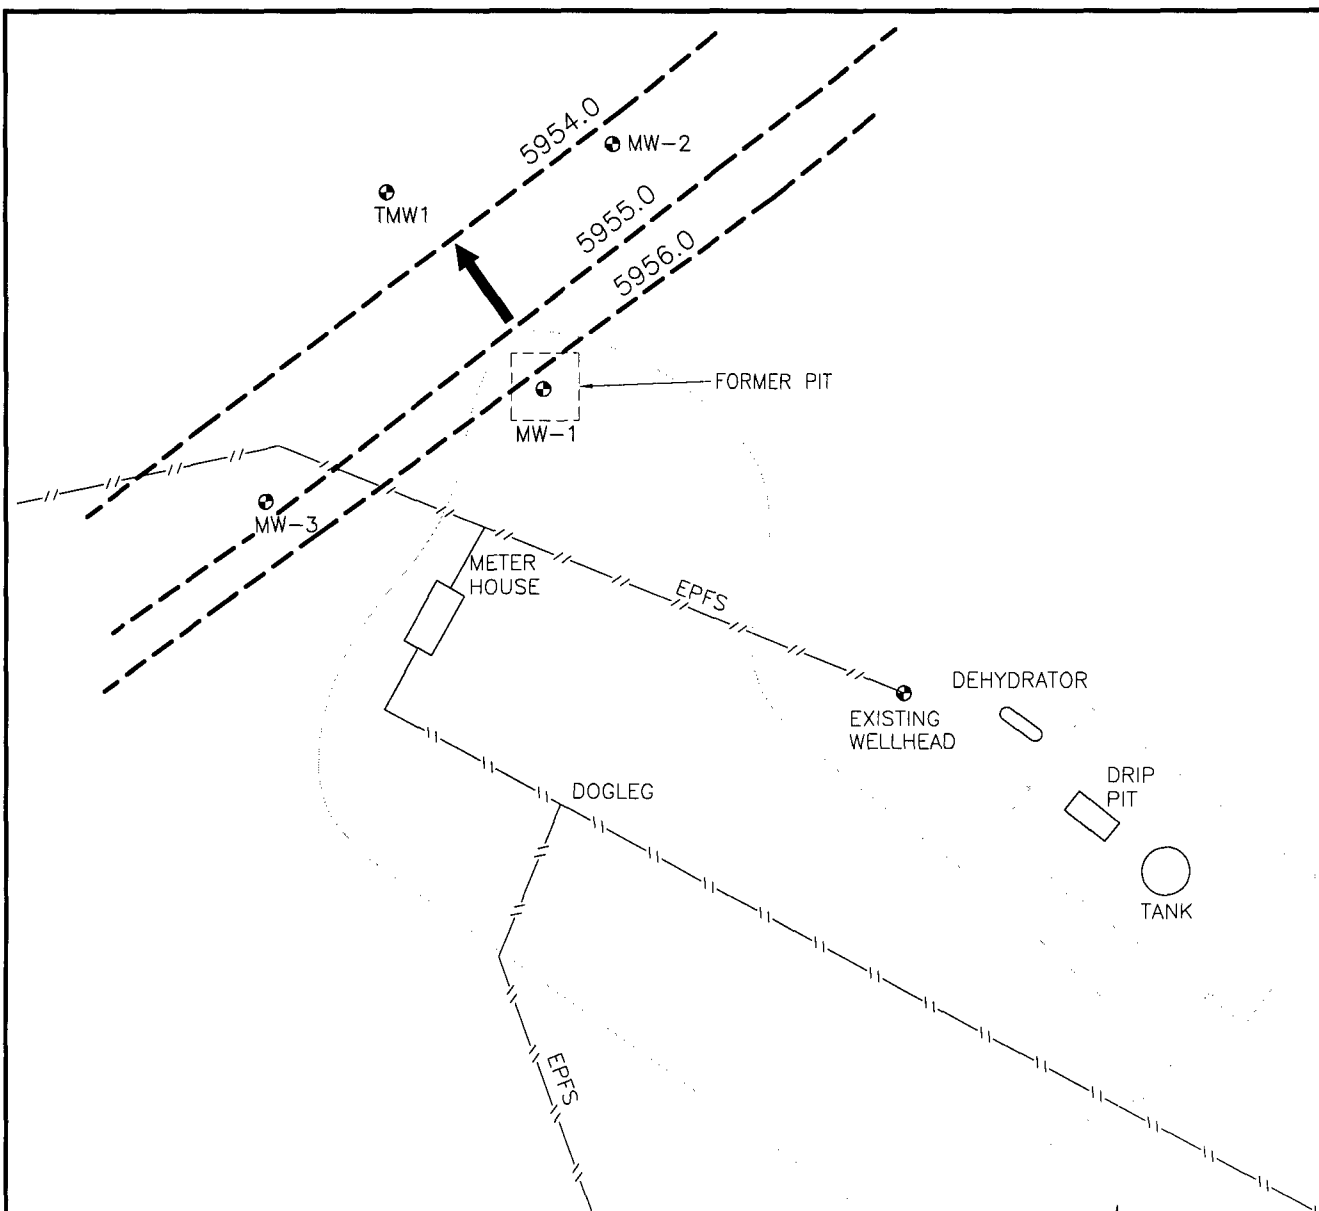 5954.0
MW-2
TMW1
5955.0
5956.0
FORMER PIT
MW-1
MW-3
METER
HOUSE
EPFS
DEHYDRATOR
EXISTING
WELLHEAD
DRIP
PIT
DOGLEG
TANK
EPFS